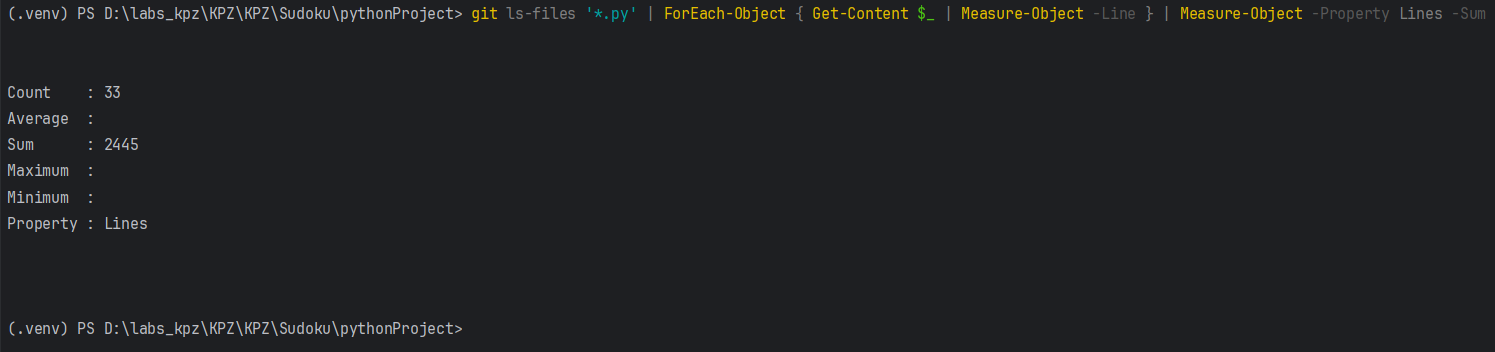 (.venv) PS D:\labs_kpz\KPZ\KPZ\Sudoku\pythonProject> git ls-files '*.py' | ForEach-Object { Get-Content $_ | Measure-Object -Line } | Measure-Object -Property Lines -Sum
Count    : 33
Average  :
Sum      : 2445
Maximum  :
Minimum  :
Property : Lines
(.venv) PS D:\labs_kpz\KPZ\KPZ\Sudoku\pythonProject>